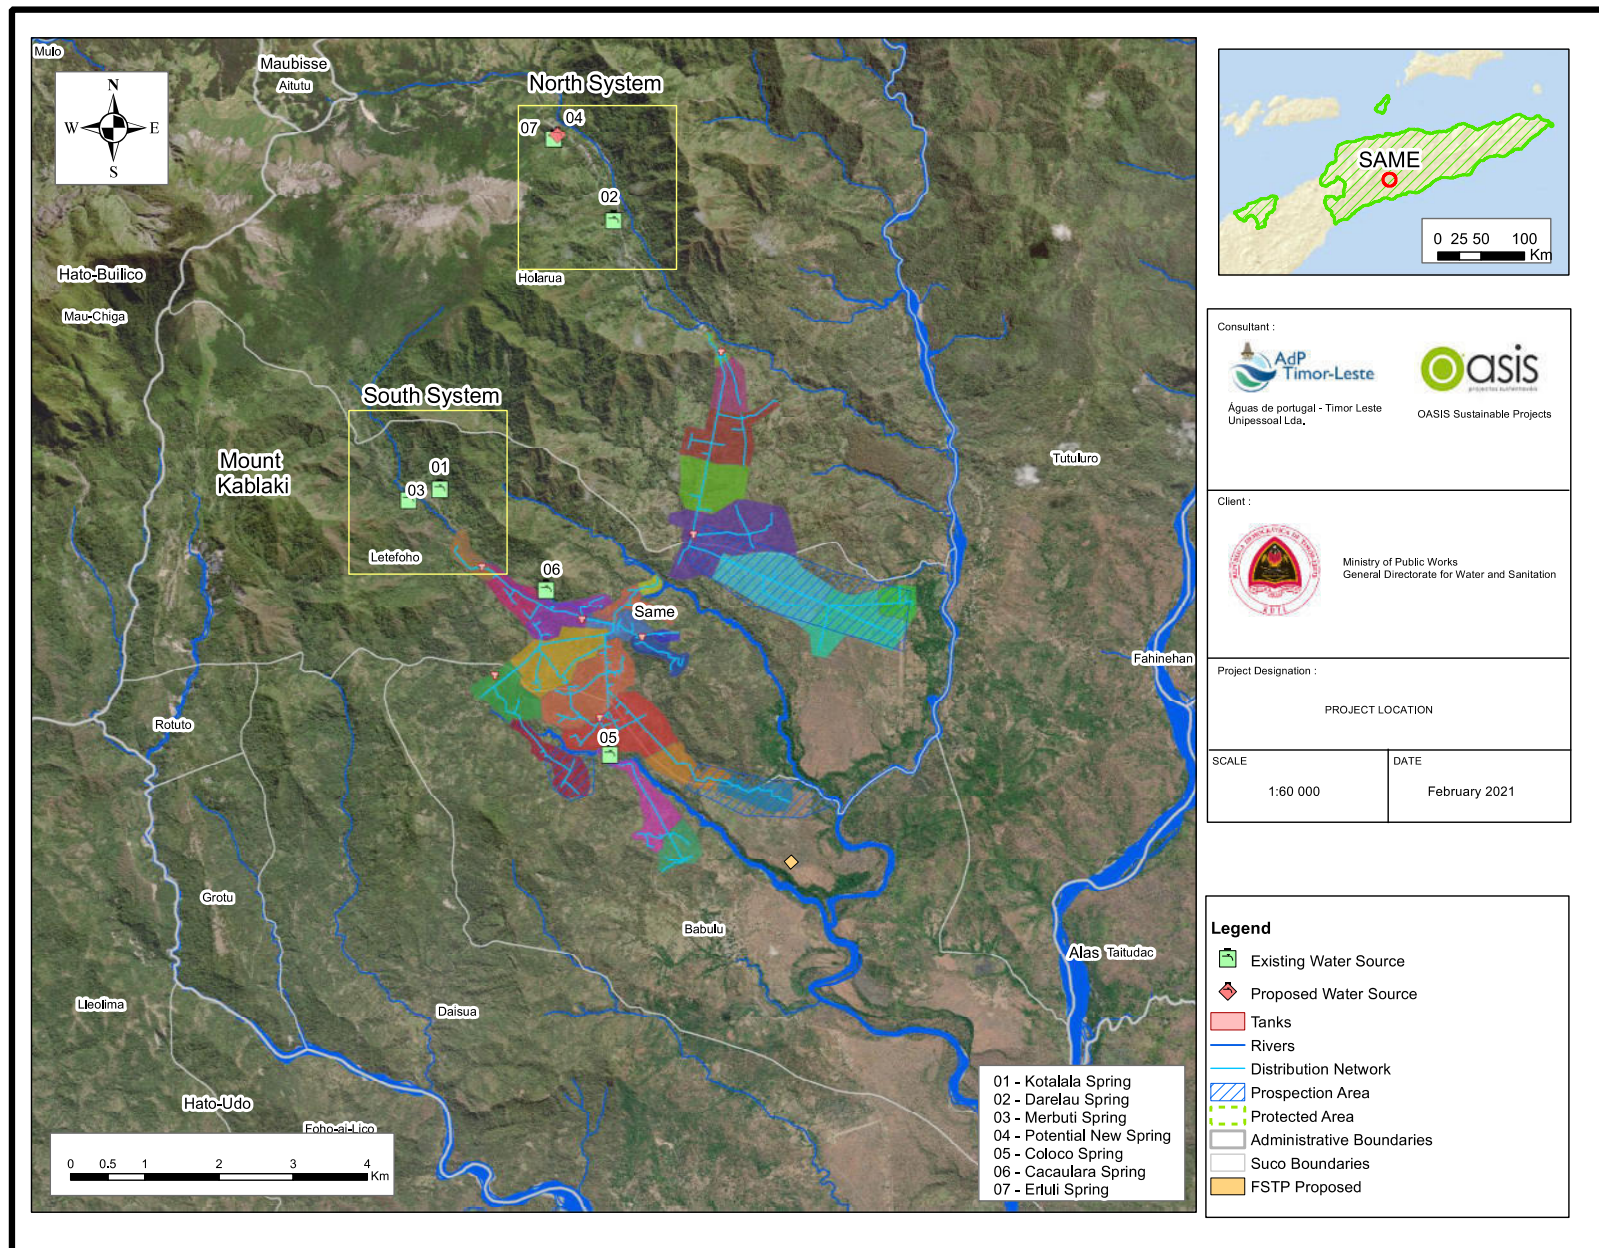 Mulo
Maubisse
Aitutu
N
W E
S
North System
07
04
02
Holarua
Hato-Builico
Mau-Chiga
South System
Mount
Kablaki
01
03
Letefoho
06
Same
Tutuluro
Fahinehan
Rotuto
05
Grotu
Babulu
Alas
Taitudac
Lleolima
Daisua
Hato-Udo
Foho-ai-Lico
0 0.5 1 2 3 4
Km
01 - Kotalala Spring
02 - Darelau Spring
03 - Merbuti Spring
04 - Potential New Spring
05 - Coloco Spring
06 - Cacaulara Spring
07 - Erluli Spring
SAME
0 25 50 100
Km
Consultant :
AdP
Timor-Leste
Águas de portugal - Timor Leste
Unipessoal Lda.
Oasis
projectos sustentáveis
OASIS Sustainable Projects
Client :
Ministry of Public Works
General Directorate for Water and Sanitation
Project Designation :
PROJECT LOCATION
SCALE
1:60 000
DATE
February 2021
Legend
Existing Water Source
Proposed Water Source
Tanks
Rivers
Distribution Network
Prospection Area
Protected Area
Administrative Boundaries
Suco Boundaries
FSTP Proposed